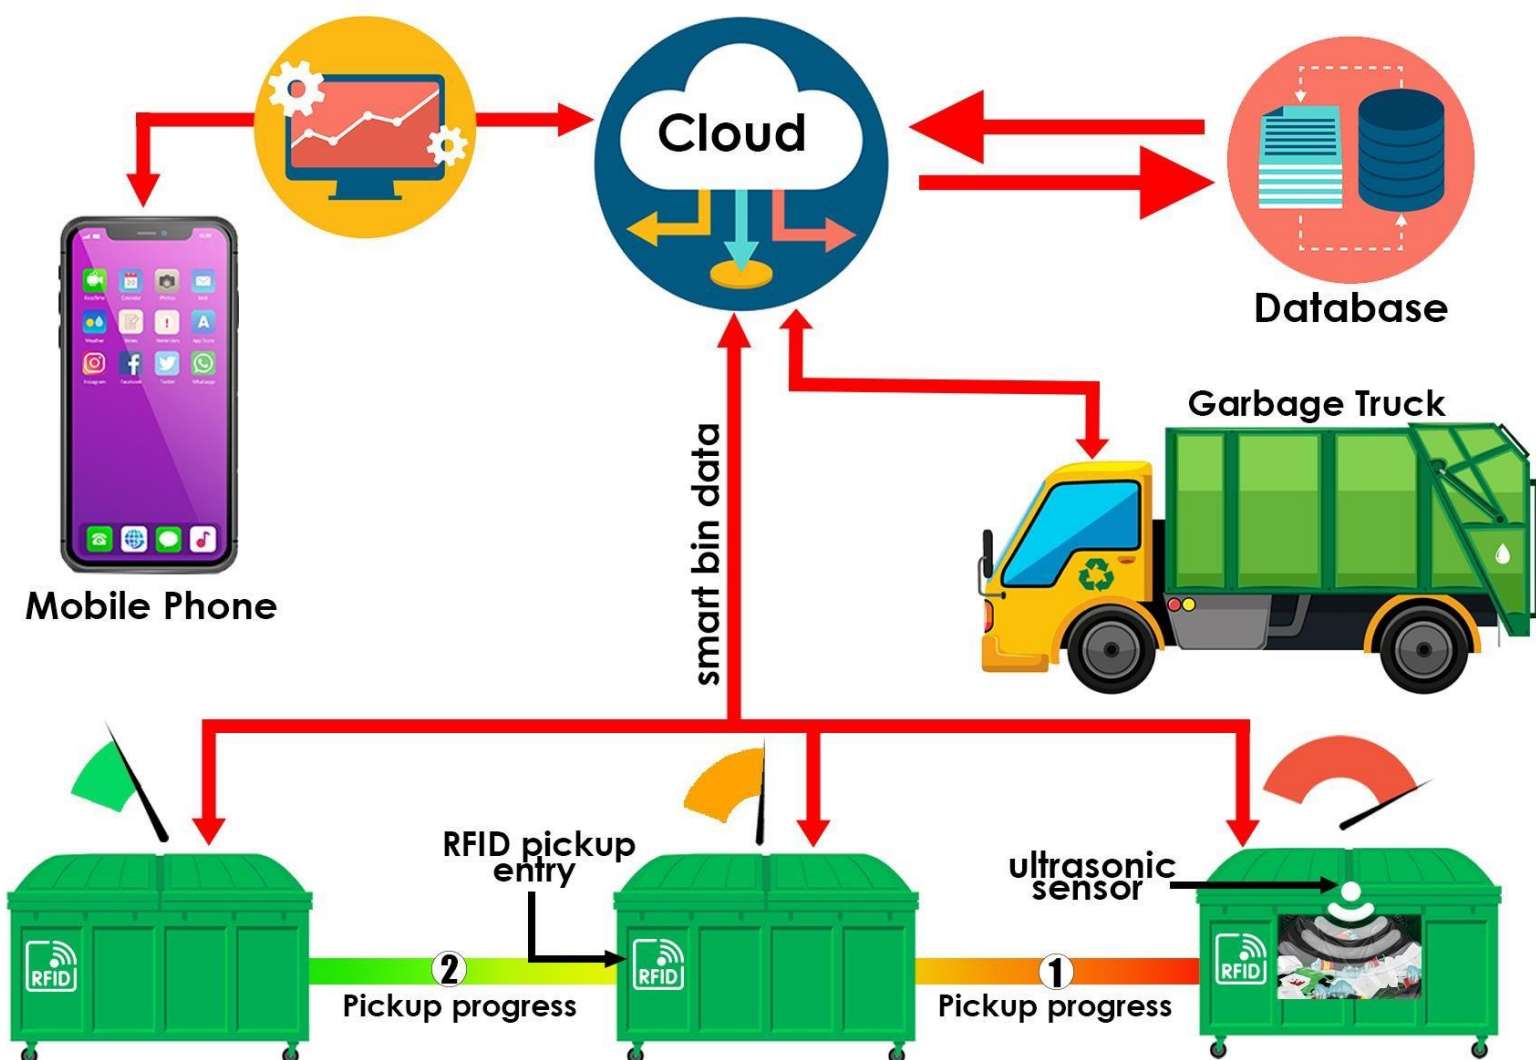 Cloud
Database
Garbage Truck
Mobile Phone
smart bin data
RFID pickup
entry
ultrasonic
sensor
RFID
RFID
RFID
2
Pickup progress
1
Pickup progress